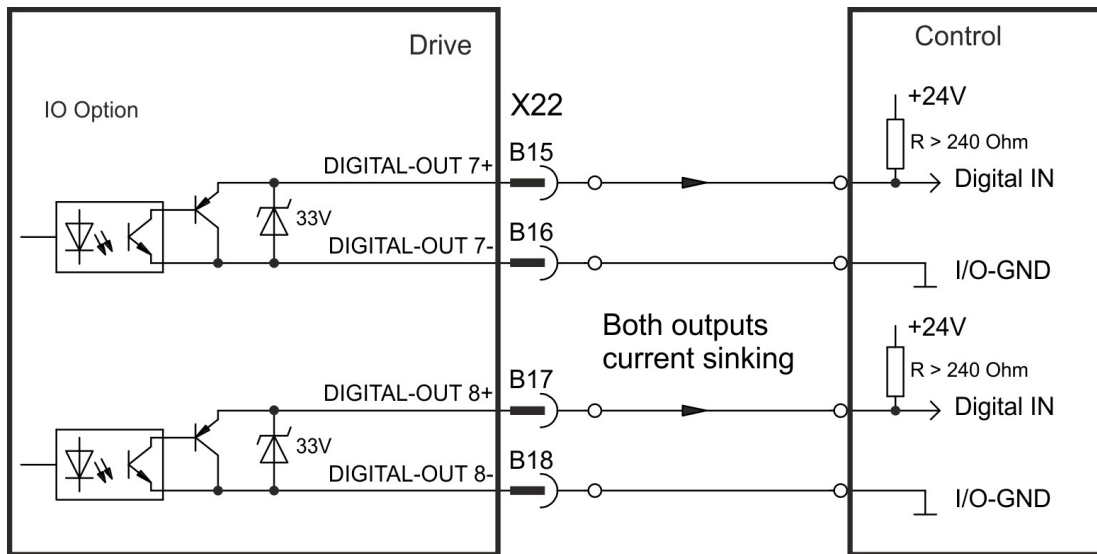 Drive
Control
IO Option
X22
+24V
R > 240 Ohm
DIGITAL-OUT 7+
B15
Digital IN
33V
DIGITAL-OUT 7-
B16
I/O-GND
Both outputs
current sinking
+24V
R > 240 Ohm
DIGITAL-OUT 8+
B17
Digital IN
33V
DIGITAL-OUT 8-
B18
I/O-GND